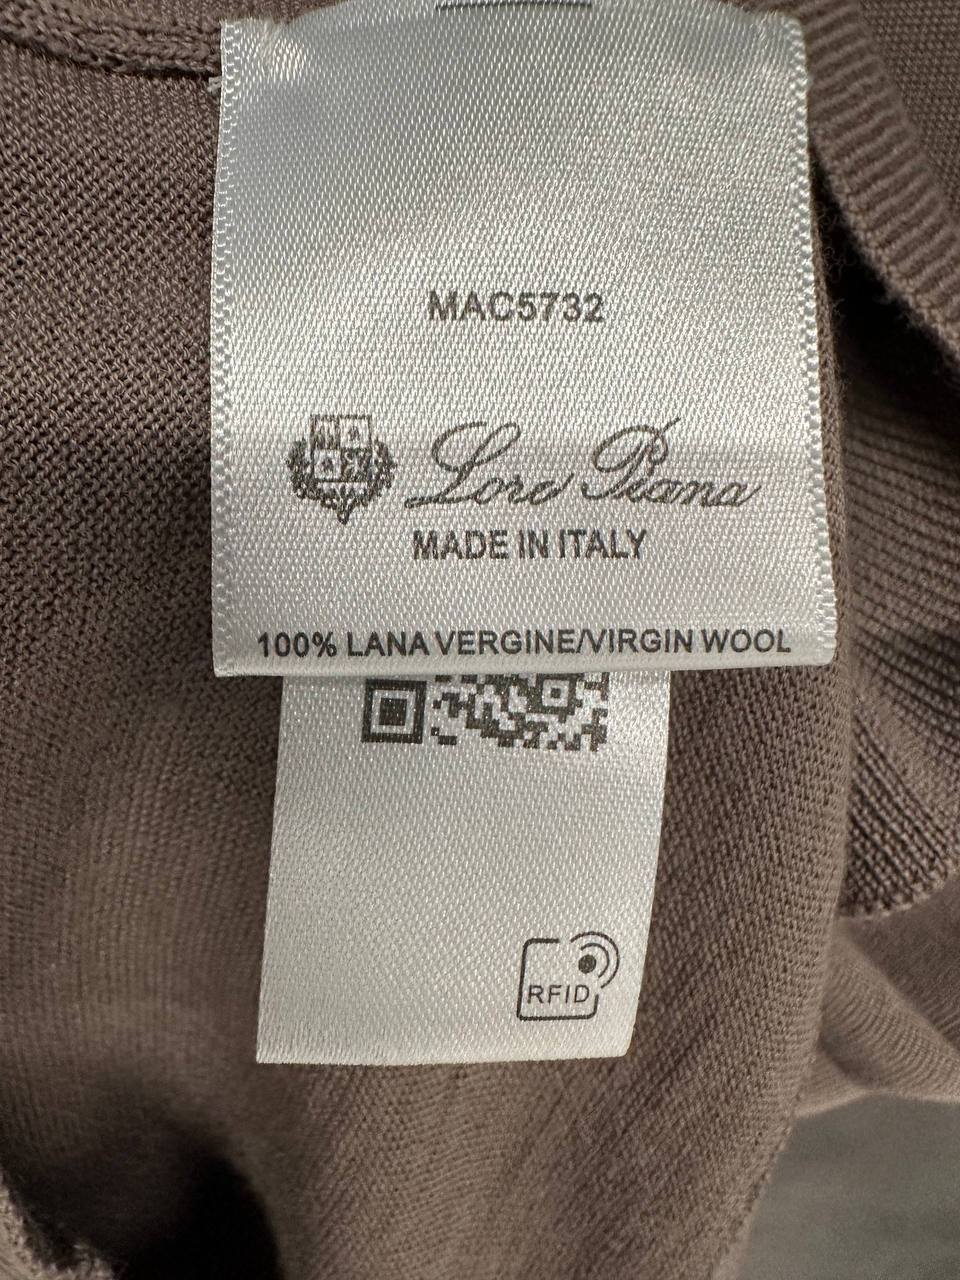 MAC5732
Loro Piana
MADE IN ITALY
100% LANA VERGINE/VIRGIN WOOL
RFID